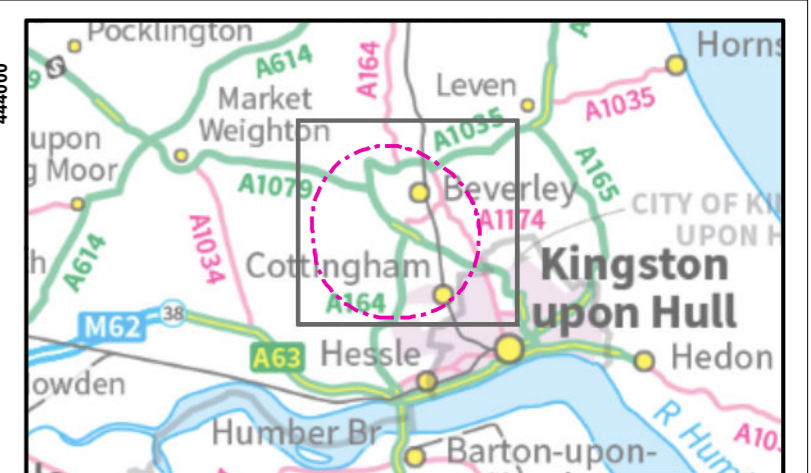 444000
Pocklington
A614
A164
Leven
Horns
9
Market
Weighton
A1035
A1035
upon
g Moor
A1079
Beverley
A165
A1174
CITY OF KI
UPON H
A614
A1034
h
Cottingham
Kingston
upon Hull
A164
M62
38
A63
Hessle
Hedon
owden
Humber Br
R Hum
A10
Barton-upon-